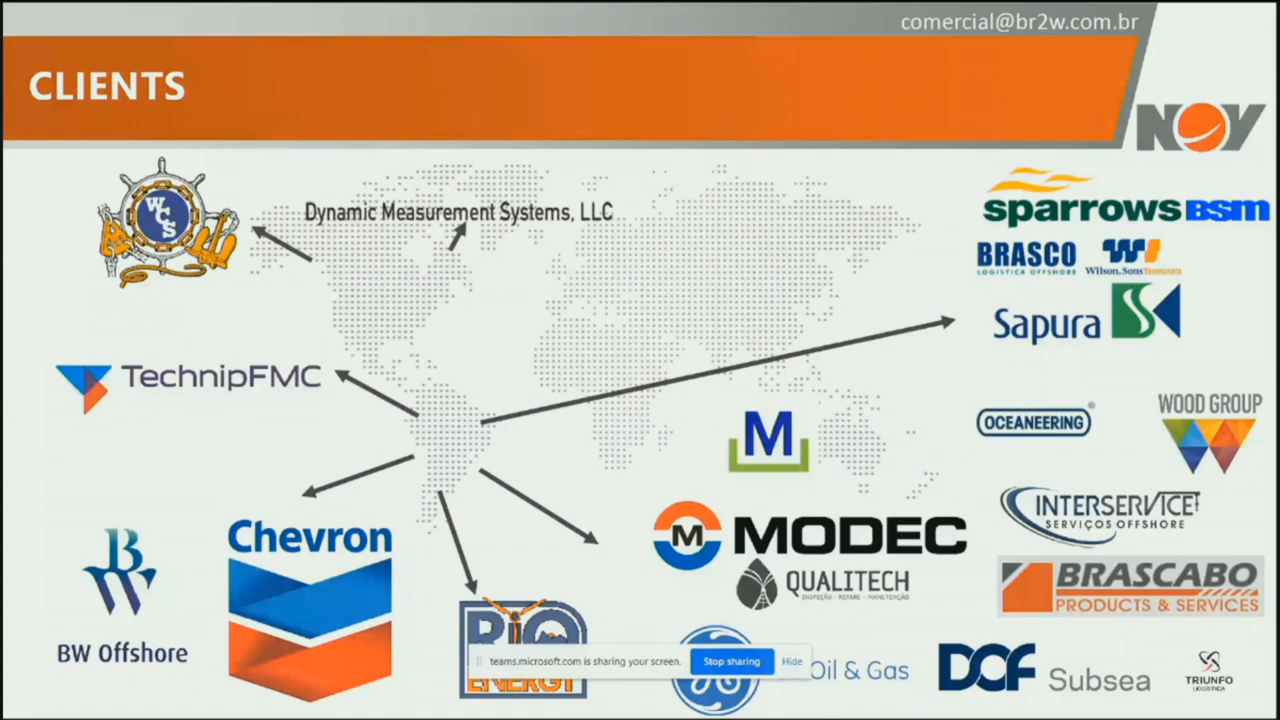 comercial@br2w.com.br
CLIENTS
NOV
WCS
Dynamic Measurement Systems, LLC
sparrows BSM
BRASCO
LOGISTICA OFFSHORE
Wilson, Sons Terminais
Sapura
TechnipFMC
M
OCEANEERING®
WOOD GROUP
INTERSERVICE
SERVIÇOS OFFSHORE
B
W
BW Offshore
Chevron
M MODEC
QUALITECH
INSPEÇÃO - REPARO - MANUTENÇÃO
BRASCABO
PRODUCTS & SERVICES
RIO
ENERGY
teams.microsoft.com is sharing your screen.
Stop sharing
Hide
Oil & Gas
DOF
Subsea
TRIUNFO
LOGÍSTICA